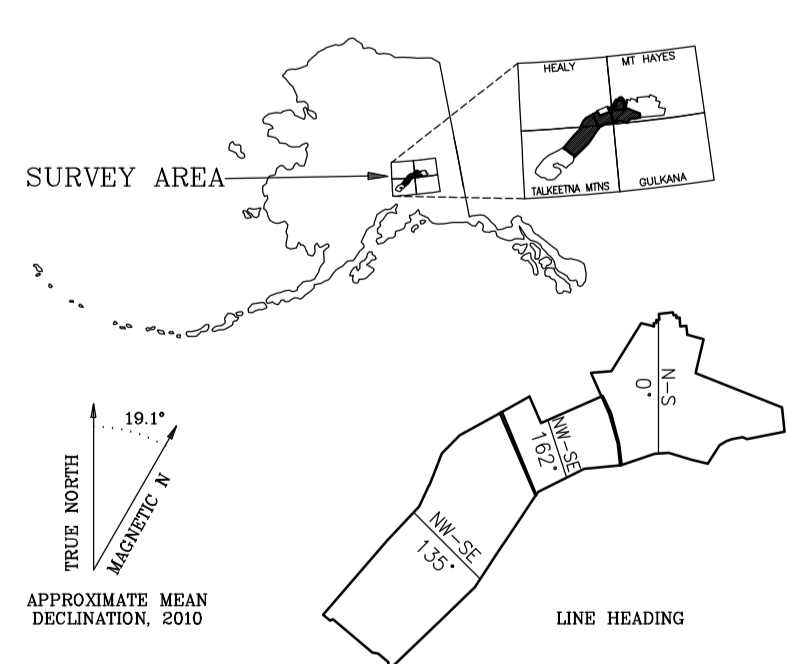 HEALY
MT HAYES
SURVEY AREA
TALKEETNA MTNS
GULKANA
19.1°
TRUE NORTH
MAGNETIC N
APPROXIMATE MEAN
DECLINATION, 2010
N-S
0°
NW-SE
162°
NW-SE
135°
LINE HEADING